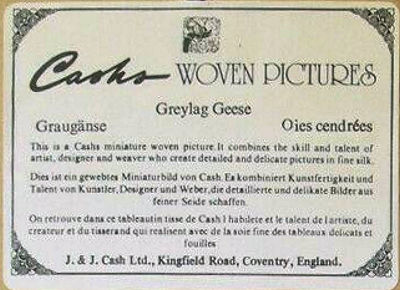 Cashs WOVEN PICTURES
Greylag Geese
Graugänse Oies cendrées
This is a Cashs miniature woven picture. It combines the skill and talent of
artist, designer and weaver who create detailed and delicate pictures in fine silk.
Dies ist ein gewebtes Miniaturbild von Cash. Es kombiniert Kunstfertigkeit und
Talent von Kunstler, Designer und Weber, die detaillierte und delikate Bilder aus
feiner Seide schaffen.
On retrouve dans ce tableautin tisse de Cash l habilete et le talent de l artiste, du
createur et du tisserand qui realisent avec de la soie fine des tableaux delicats et
fouilles
J. & J. Cash Ltd., Kingfield Road, Coventry, England.